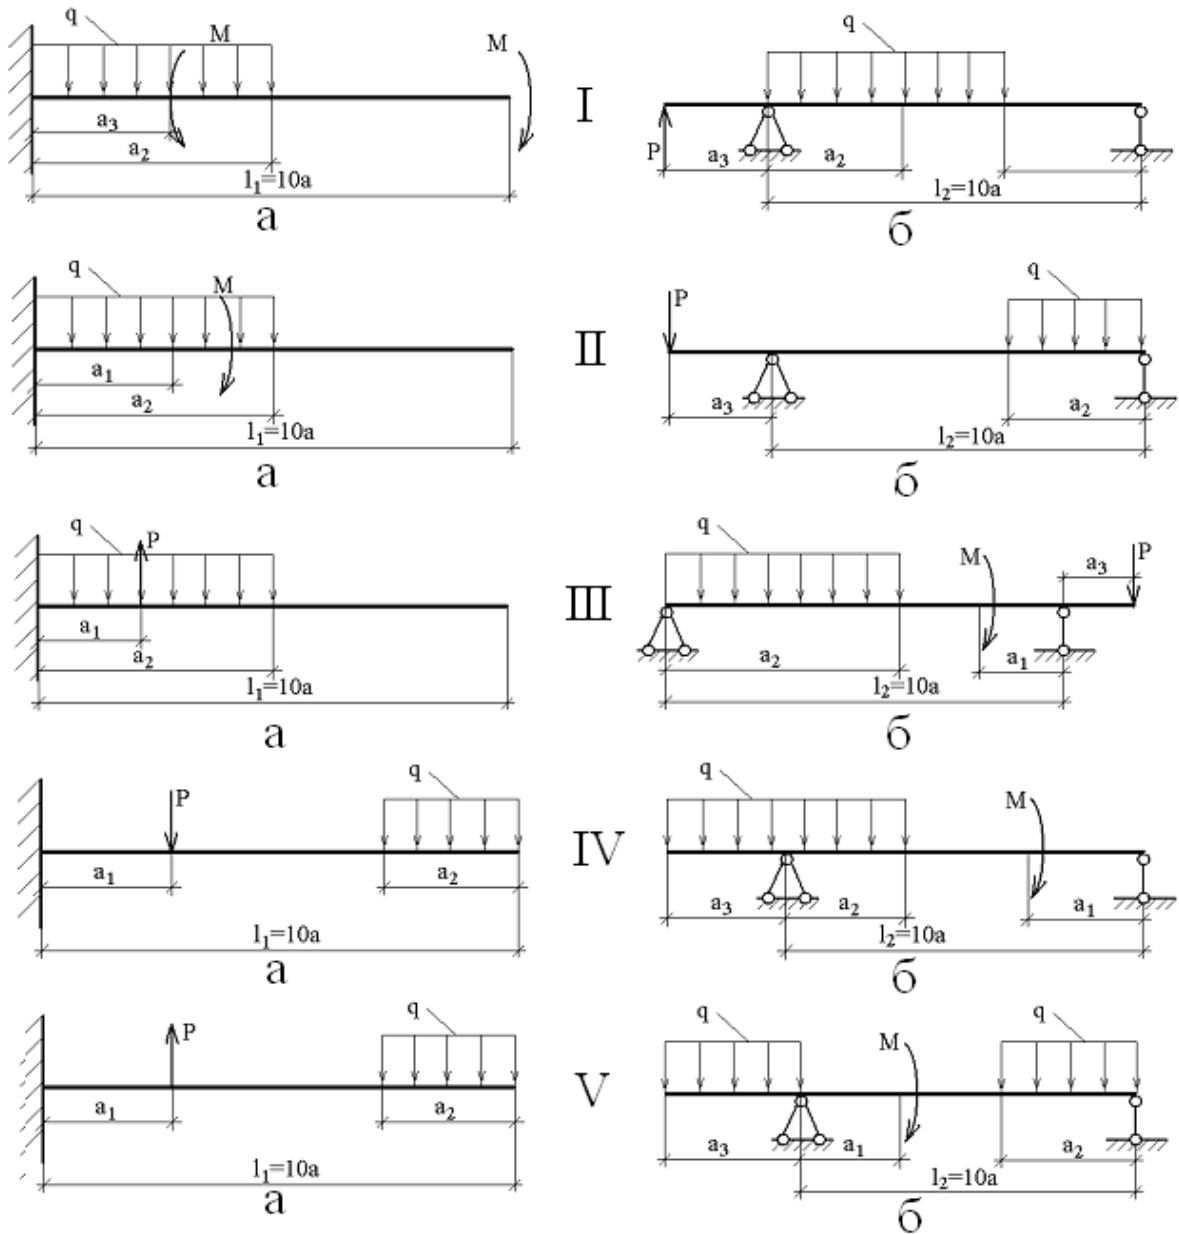 q M M
a₃
a₂
l₁=10a
а
I
q
P a₃ a₂
l₂=10a
б
q M
a₁
a₂
l₁=10a
а
II
P q
a₃ a₂
l₂=10a
б
q P
a₁
a₂
l₁=10a
а
III
q M a₃ P
a₂ a₁
l₂=10a
б
P q
a₁ a₂
l₁=10a
а
IV
q M
a₃ a₂ a₁
l₂=10a
б
P q
a₁ a₂
l₁=10a
а
V
q M q
a₃ a₁ a₂
l₂=10a
б